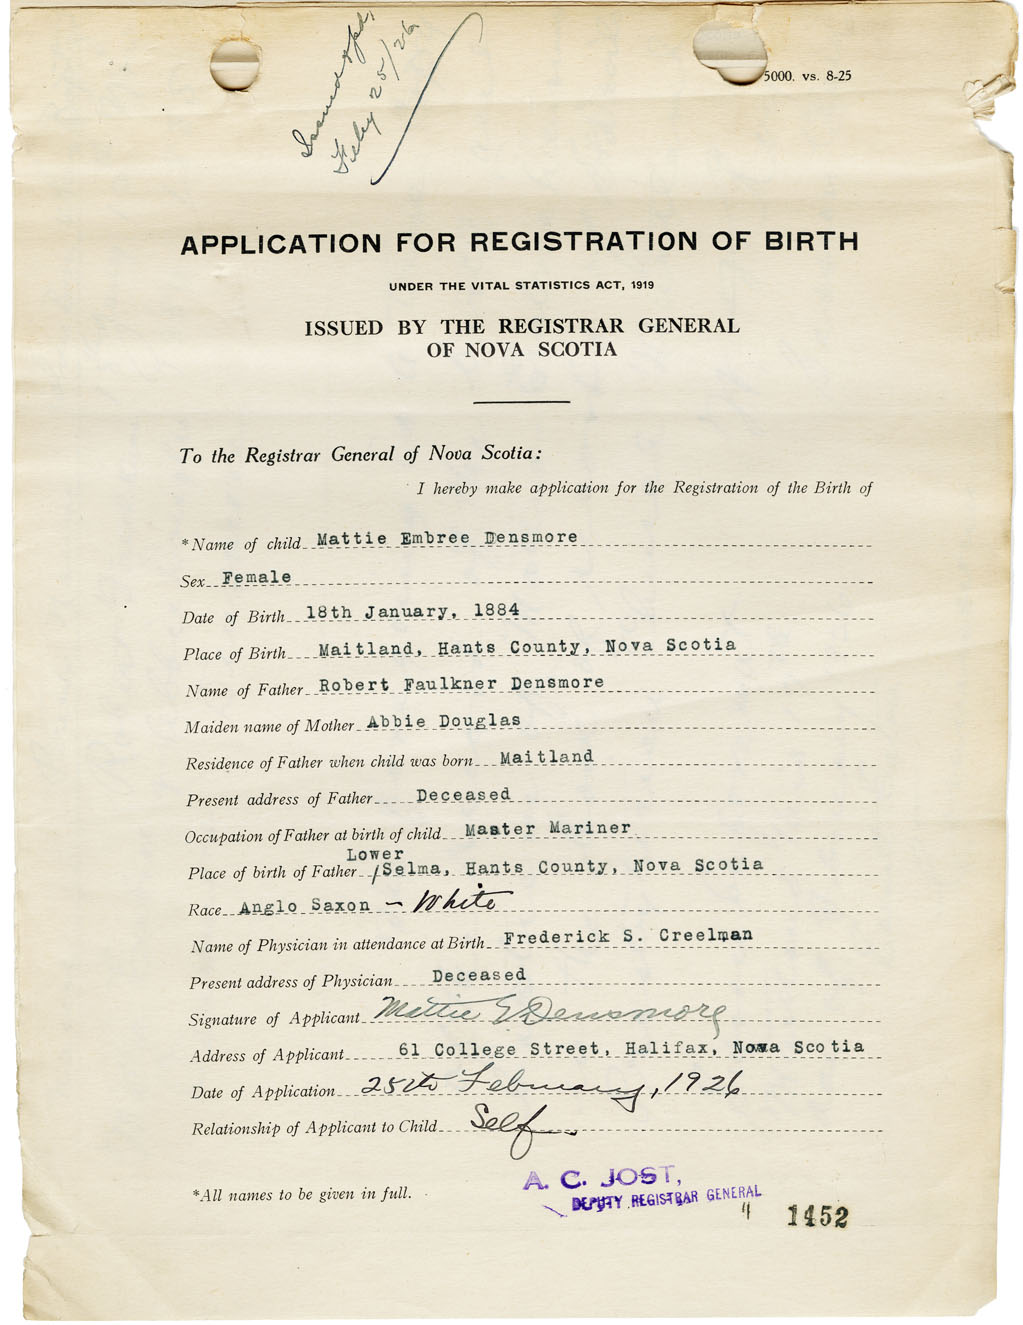 Issued & pd.
Feby 25/26
5000. vs. 8-25
APPLICATION FOR REGISTRATION OF BIRTH
UNDER THE VITAL STATISTICS ACT, 1919
ISSUED BY THE REGISTRAR GENERAL
OF NOVA SCOTIA
To the Registrar General of Nova Scotia:
I hereby make application for the Registration of the Birth of
*Name of child Mattie Embree Densmore
Sex Female
Date of Birth 18th January, 1884
Place of Birth Maitland, Hants County, Nova Scotia
Name of Father Robert Faulkner Densmore
Maiden name of Mother Abbie Douglas
Residence of Father when child was born Maitland
Present address of Father Deceased
Occupation of Father at birth of child Master Mariner
Lower
Place of birth of Father /Selma, Hants County, Nova Scotia
Race Anglo Saxon - White
Name of Physician in attendance at Birth Frederick S. Creelman
Present address of Physician Deceased
Signature of Applicant Mattie E Densmore
Address of Applicant 61 College Street, Halifax, Nova Scotia
Date of Application 25th February, 1926
Relationship of Applicant to Child Self
A. C. JOST,
*All names to be given in full.
DEPUTY REGISTRAR GENERAL
1452